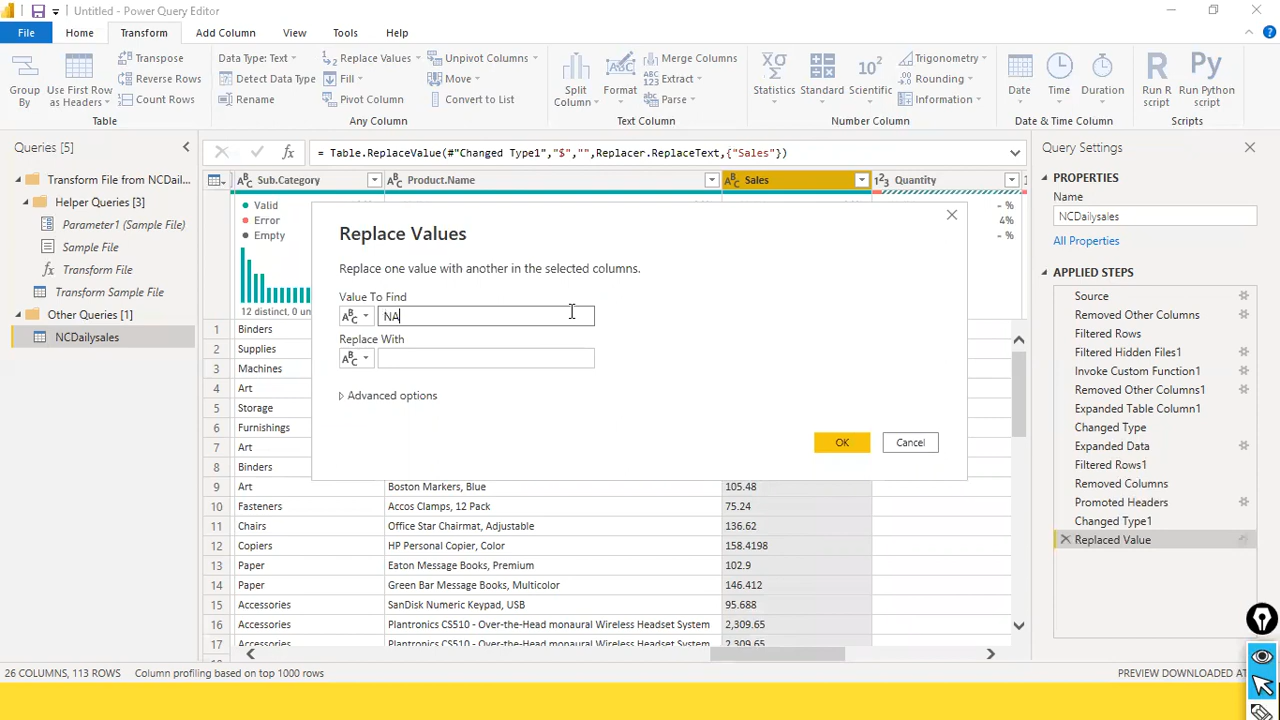 Untitled - Power Query Editor
File Home Transform Add Column View Tools Help
Group By
Use First Row as Headers
Transpose
Reverse Rows
Count Rows
Table
Data Type: Text
Detect Data Type
Rename
Replace Values
Fill
Pivot Column
Unpivot Columns
Move
Convert to List
Any Column
Split Column
Format
Merge Columns
Extract
Parse
Text Column
Statistics
Standard
Scientific
Trigonometry
Rounding
Information
Number Column
Date
Time
Duration
Date & Time Column
Run R script
Run Python script
Scripts
Queries [5]
Transform File from NCDail...
Helper Queries [3]
Parameter1 (Sample File)
Sample File
Transform File
Transform Sample File
Other Queries [1]
NCDailysales
= Table.ReplaceValue(#"Changed Type1","$","",Replacer.ReplaceText,{"Sales"})
Sub.Category Product.Name Sales Quantity
Valid - %
Error 4%
Empty - %
12 distinct, 0 un
Replace Values
Replace one value with another in the selected columns.
Value To Find
NA
Replace With
Advanced options
OK Cancel
1 Binders
2 Supplies
3 Machines
4 Art
5 Storage
6 Furnishings
7 Art
8 Binders
9 Art Boston Markers, Blue 105.48
10 Fasteners Accos Clamps, 12 Pack 75.24
11 Chairs Office Star Chairmat, Adjustable 136.62
12 Copiers HP Personal Copier, Color 158.4198
13 Paper Eaton Message Books, Premium 102.9
14 Paper Green Bar Message Books, Multicolor 146.412
15 Accessories SanDisk Numeric Keypad, USB 95.688
16 Accessories Plantronics CS510 - Over-the-Head monaural Wireless Headset System 2,309.65
17 Accessories Plantronics CS510 - Over-the-Head monaural Wireless Headset System 2,309.65
Query Settings
PROPERTIES
Name
NCDailysales
All Properties
APPLIED STEPS
Source
Removed Other Columns
Filtered Rows
Filtered Hidden Files1
Invoke Custom Function1
Removed Other Columns1
Expanded Table Column1
Changed Type
Expanded Data
Filtered Rows1
Removed Columns
Promoted Headers
Changed Type1
Replaced Value
26 COLUMNS, 113 ROWS Column profiling based on top 1000 rows
PREVIEW DOWNLOADED AT